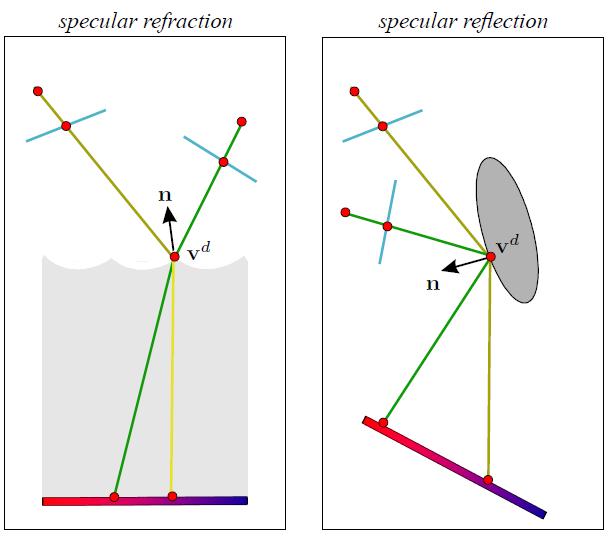 specular refraction
specular reflection
n
v^d
v^d
n